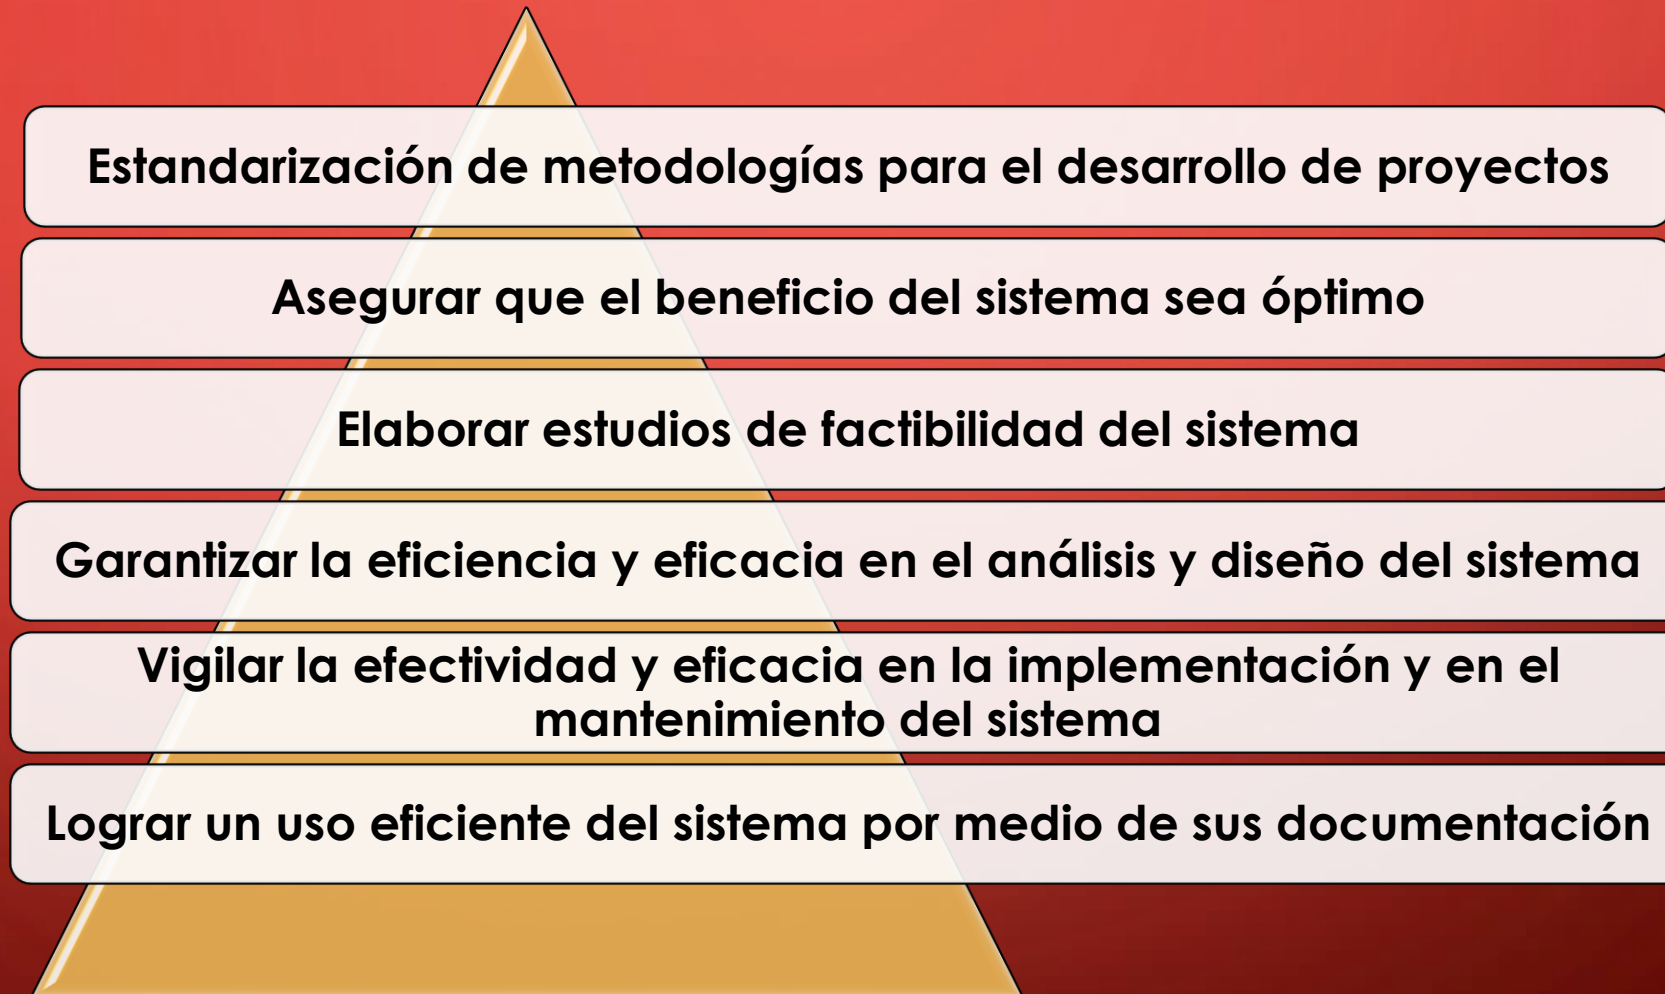 Estandarización de metodologías para el desarrollo de proyectos
Asegurar que el beneficio del sistema sea óptimo
Elaborar estudios de factibilidad del sistema
Garantizar la eficiencia y eficacia en el análisis y diseño del sistema
Vigilar la efectividad y eficacia en la implementación y en el
mantenimiento del sistema
Lograr un uso eficiente del sistema por medio de sus documentación